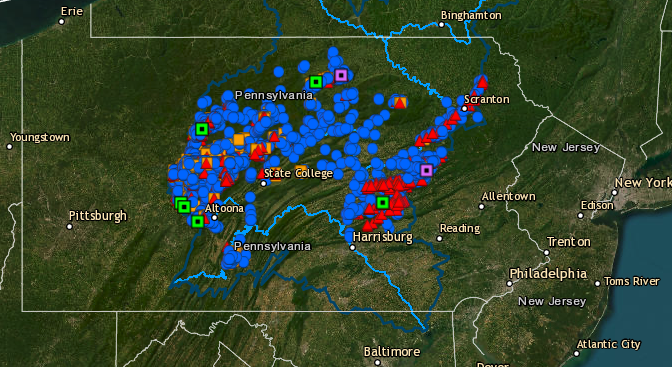 Erie
Binghamton
Pennsylvania
Scranton
Youngstown
New Jersey
State College
New York
Allentown
Edison
Altoona
Pittsburgh
Reading
Harrisburg
Pennsylvania
Trenton
Philadelphia
Toms River
New Jersey
Atlantic City
Baltimore